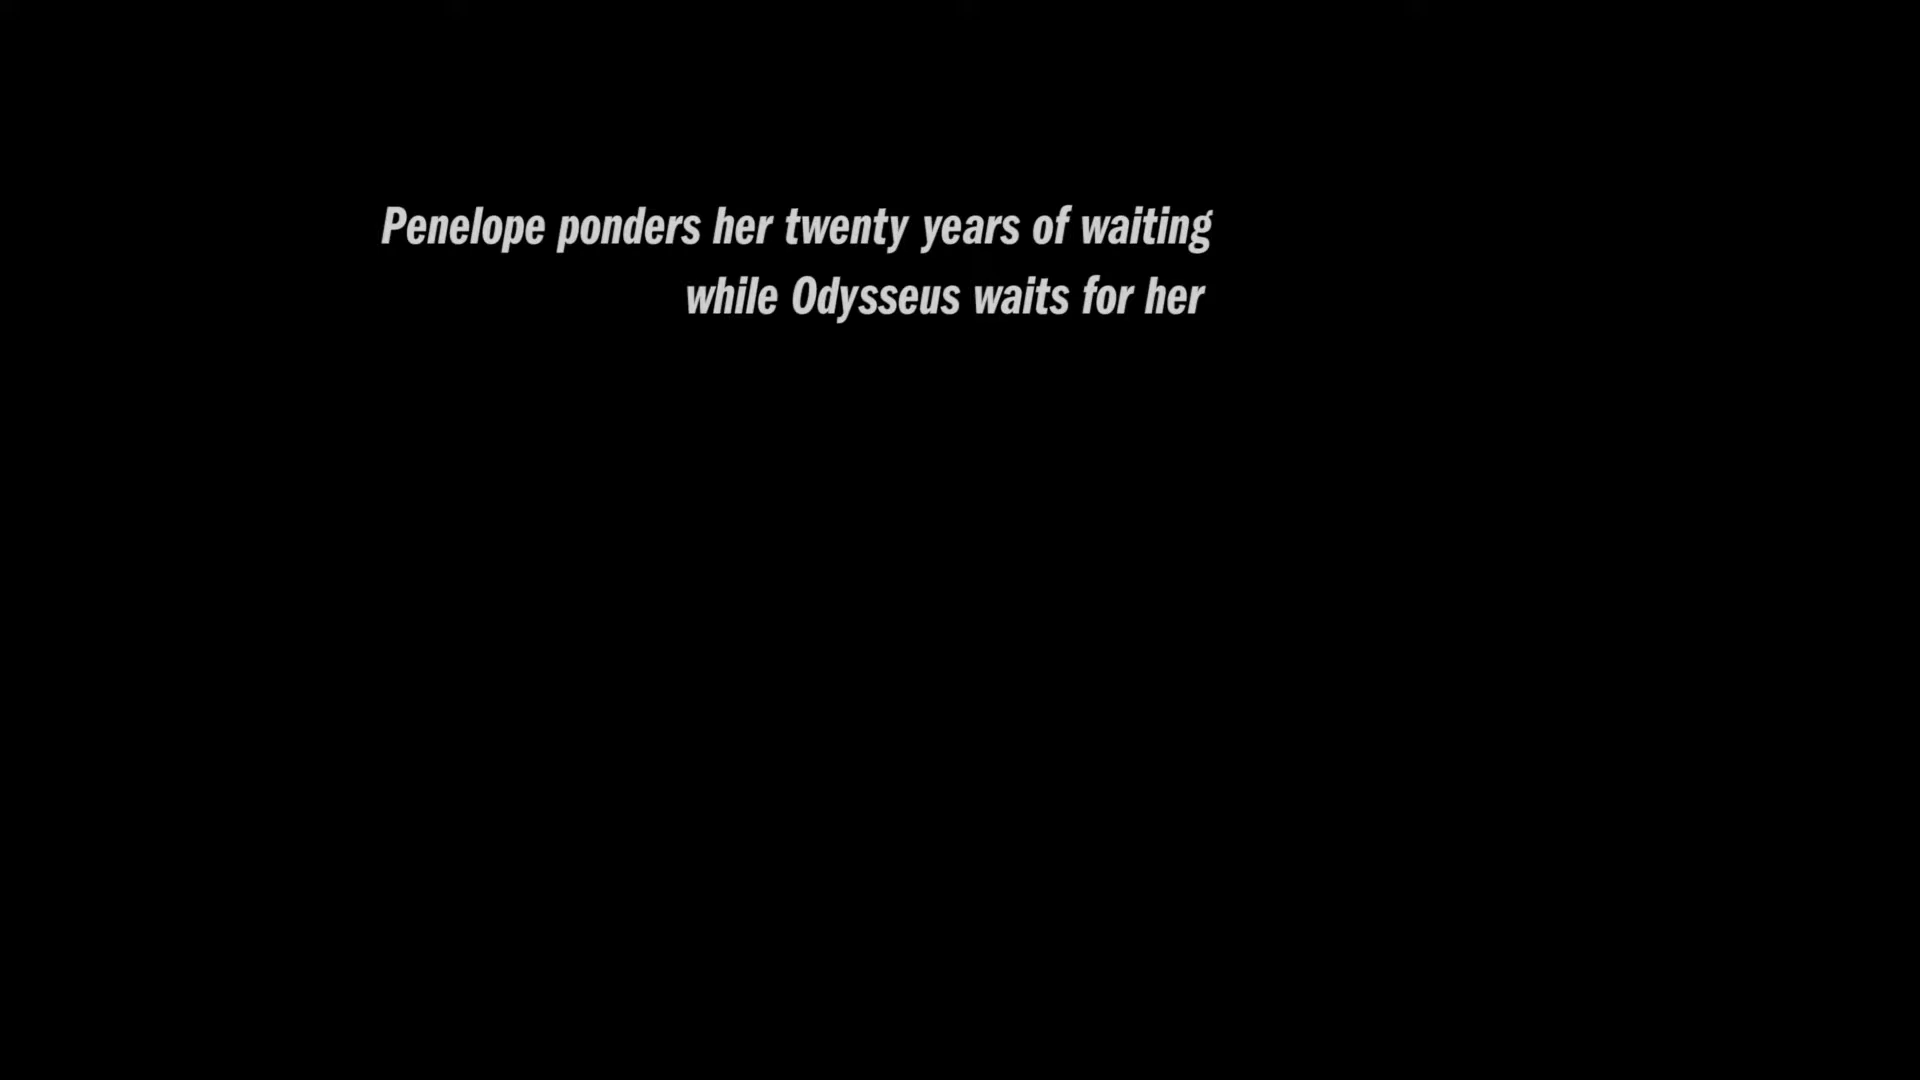 Penelope ponders her twenty years of waiting
while Odysseus waits for her